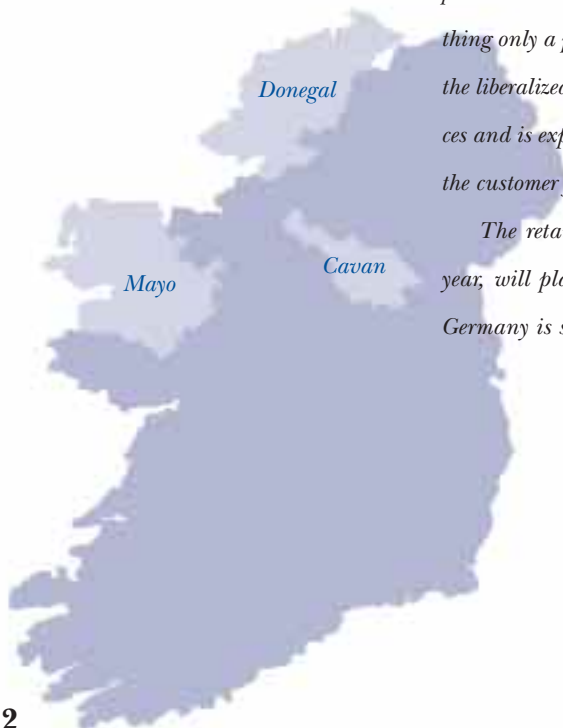 thing only a
the liberalized
ces and is exp
the customer
The reta
year, will pla
Germany is s
Donegal
Cavan
Mayo
2